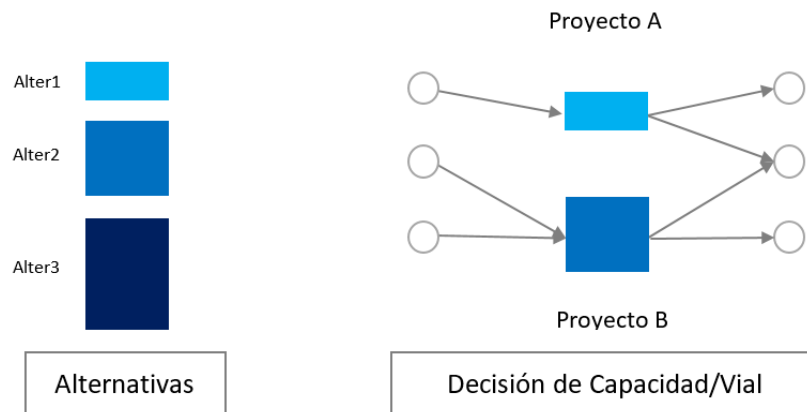 Proyecto A
Alter1
Alter2
Alter3
Proyecto B
Alternativas
Decisión de Capacidad/Vial